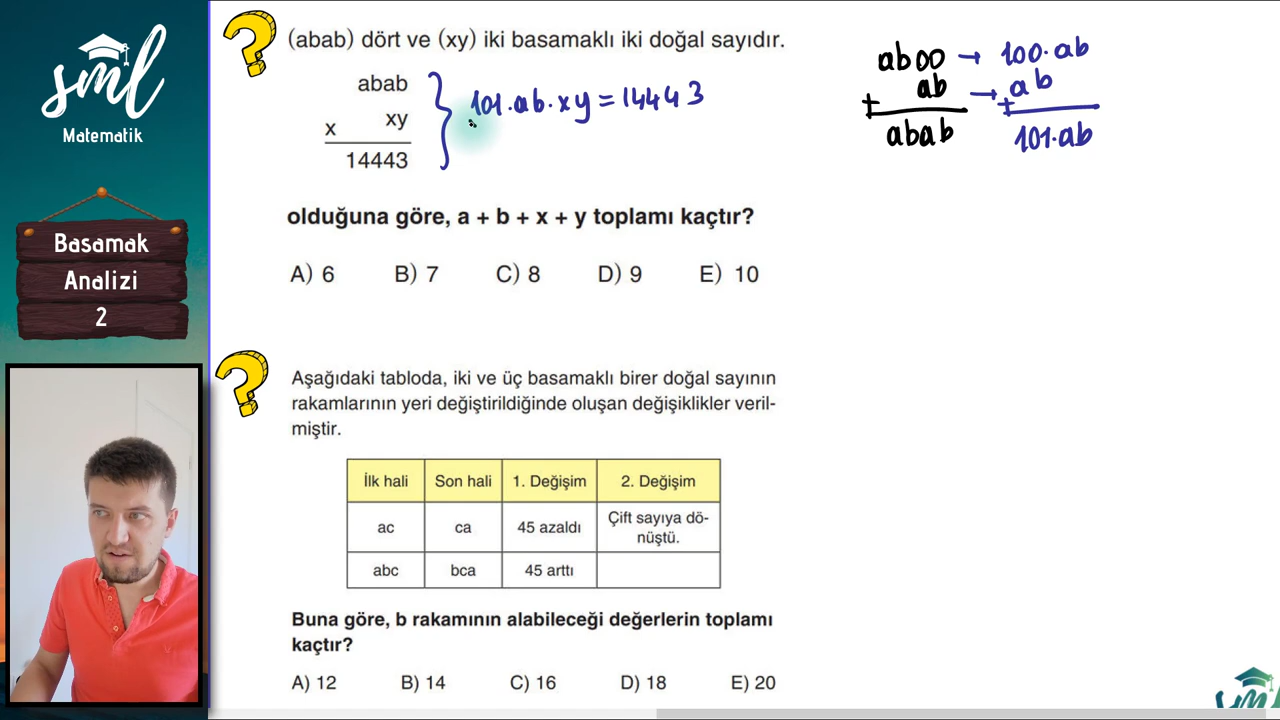 sml
Matematik
Basamak
Analizi
2
(abab) dört ve (xy) iki basamaklı iki doğal sayıdır.
abab
x xy
14443
101·ab·xy=14443
ab00 → 100·ab
+ ab → + ab
abab 101·ab
olduğuna göre, a + b + x + y toplamı kaçtır?
A) 6 B) 7 C) 8 D) 9 E) 10
Aşağıdaki tabloda, iki ve üç basamaklı birer doğal sayının
rakamlarının yeri değiştirildiğinde oluşan değişiklikler veril-
miştir.
İlk hali Son hali 1. Değişim 2. Değişim
ac ca 45 azaldı Çift sayıya dö-
nüştü.
abc bca 45 arttı
Buna göre, b rakamının alabileceği değerlerin toplamı
kaçtır?
A) 12 B) 14 C) 16 D) 18 E) 20